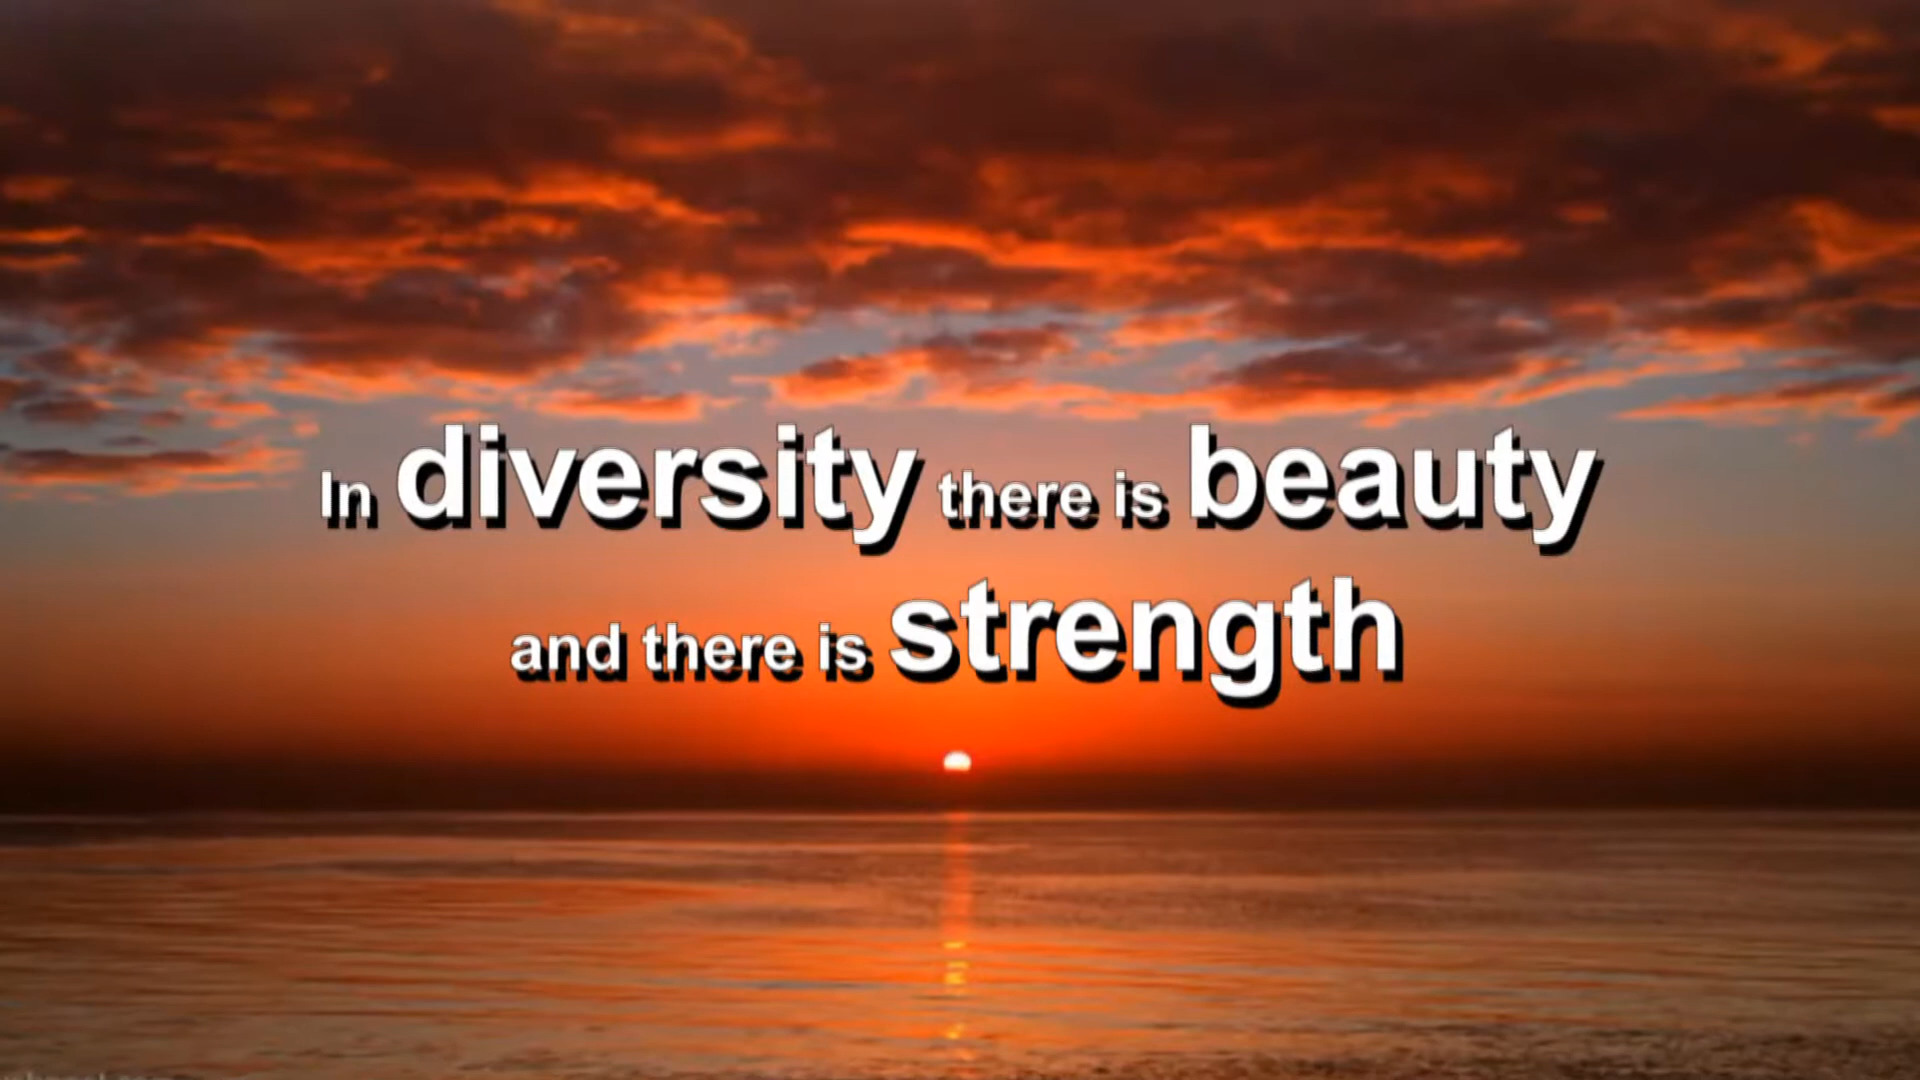 In diversity there is beauty
and there is strength